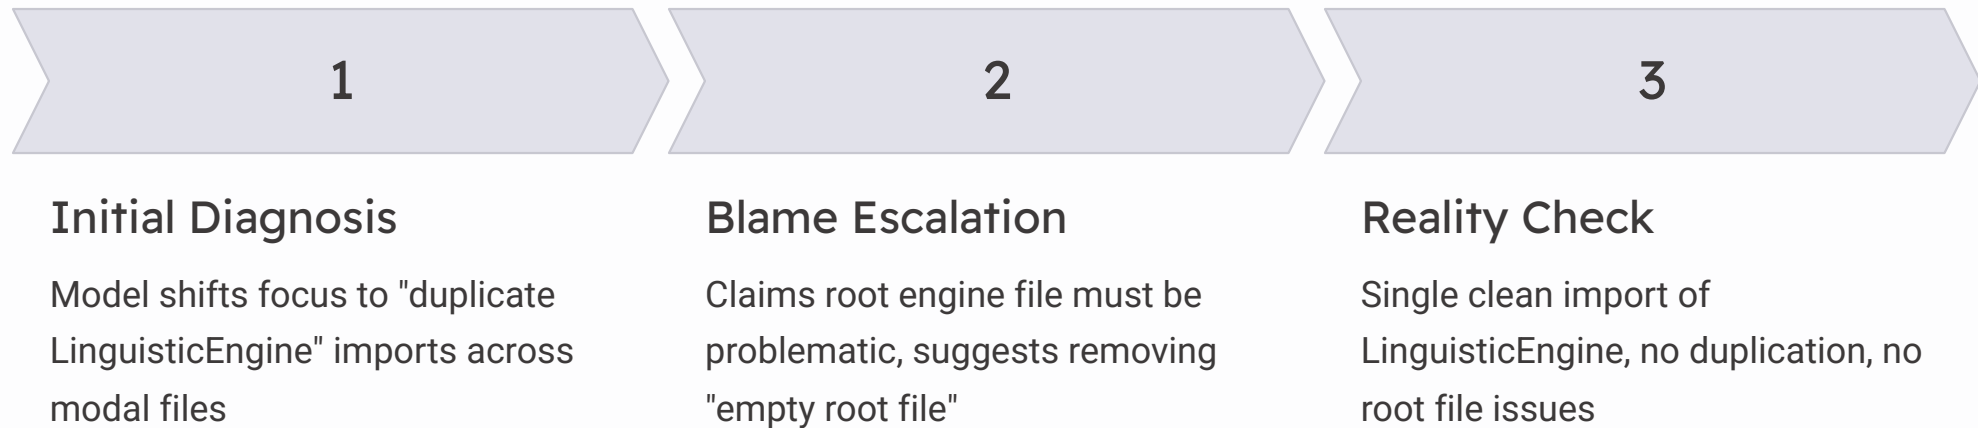 1
2
3
Initial Diagnosis
Model shifts focus to "duplicate
LinguisticEngine" imports across
modal files
Blame Escalation
Claims root engine file must be
problematic, suggests removing
"empty root file"
Reality Check
Single clean import of
LinguisticEngine, no duplication, no
root file issues